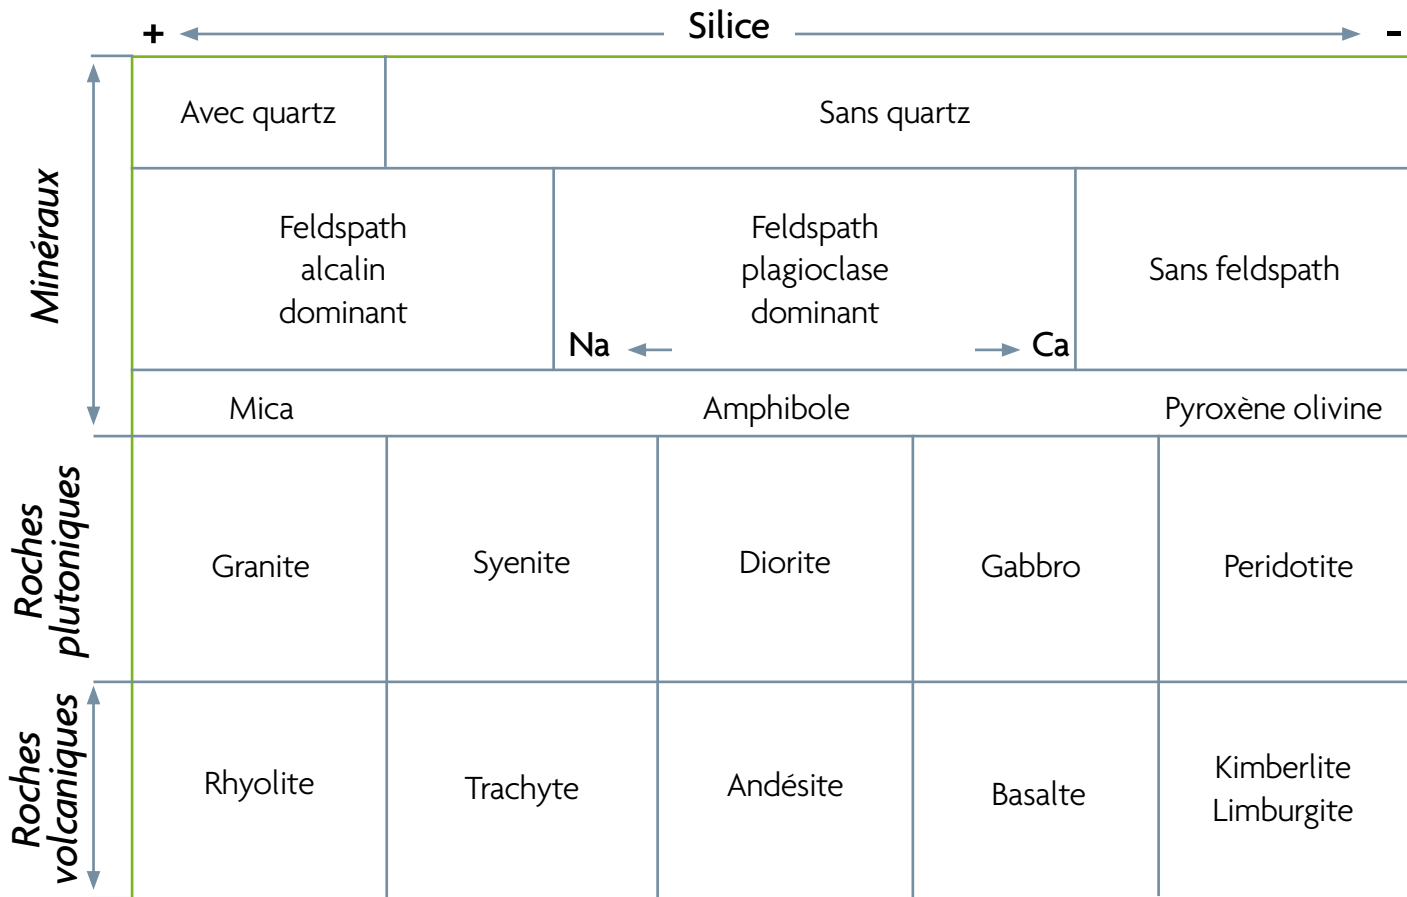 + Silice -
Avec quartz Sans quartz
Minéraux
Feldspath
alcalin
dominant
Feldspath
plagioclase
dominant
Na Ca
Sans feldspath
Mica Amphibole Pyroxène olivine
Roches
plutoniques
Granite Syenite Diorite Gabbro Peridotite
Roches
volcaniques
Rhyolite Trachyte Andésite Basalte
Kimberlite
Limburgite